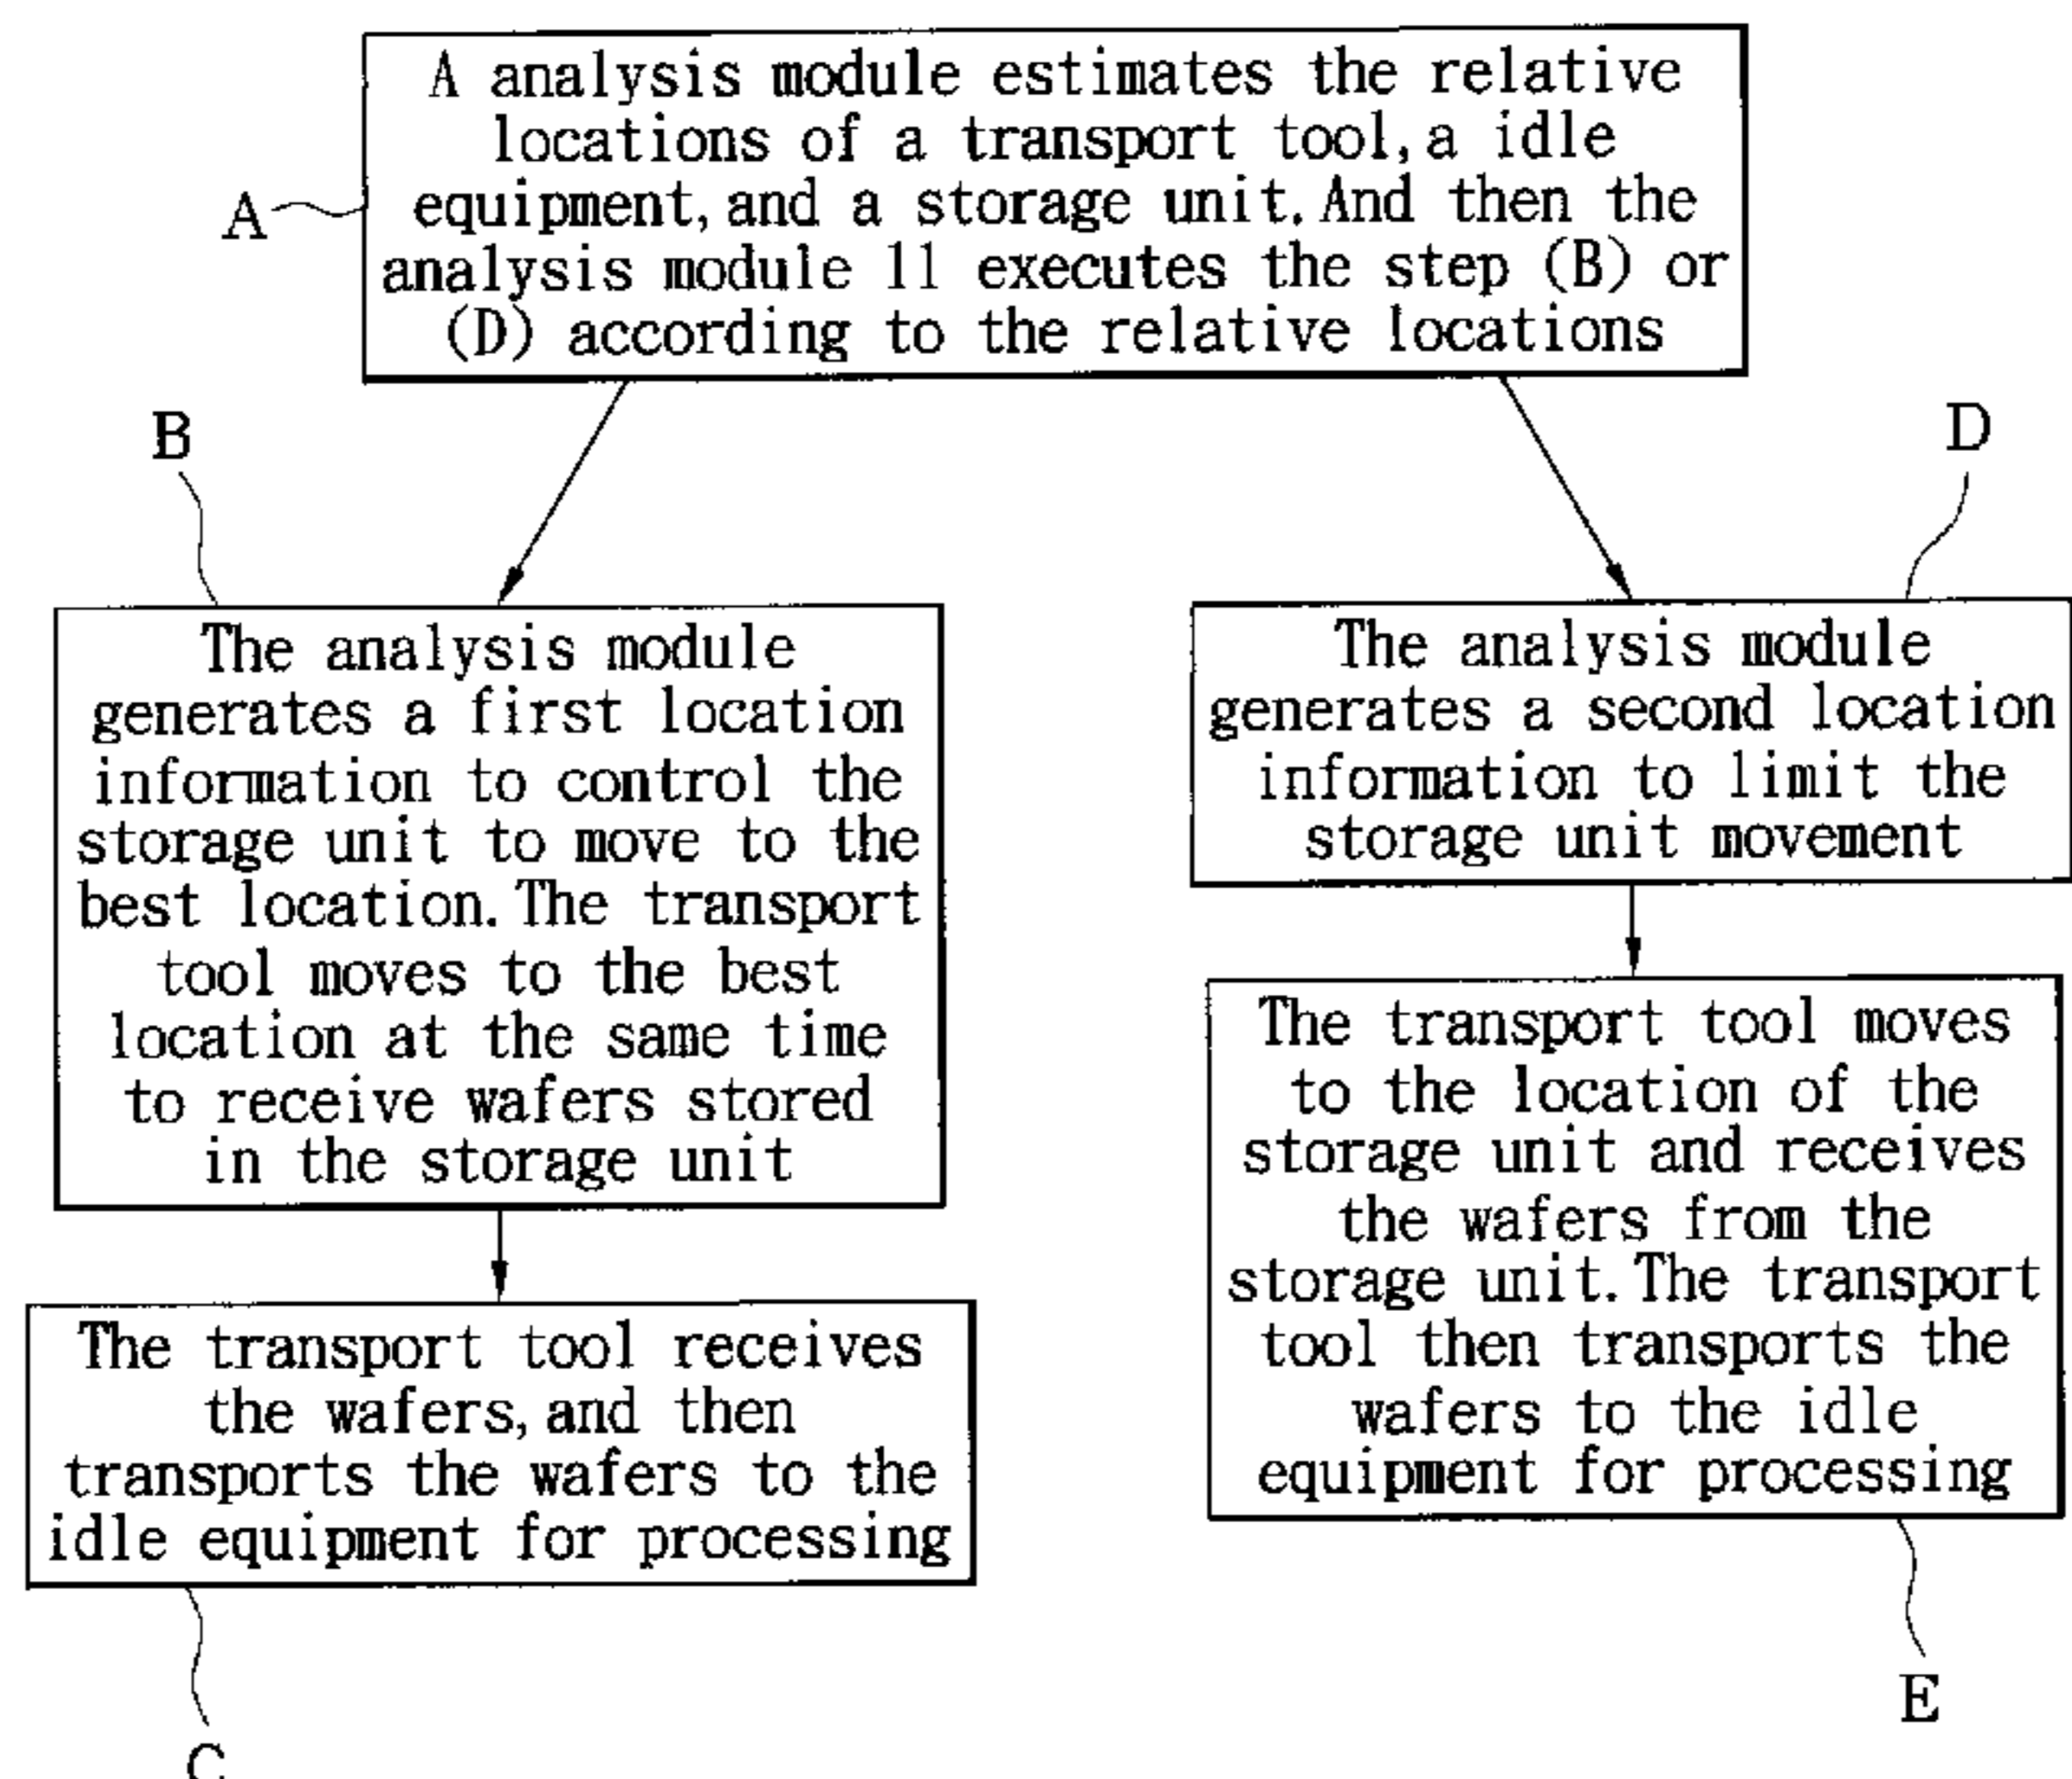 A analysis module estimates the relative
locations of a transport tool, a idle
equipment, and a storage unit. And then the
analysis module 11 executes the step (B) or
(D) according to the relative locations
A
B
The analysis module
generates a first location
information to control the
storage unit to move to the
best location. The transport
tool moves to the best
location at the same time
to receive wafers stored
in the storage unit
The transport tool receives
the wafers, and then
transports the wafers to the
idle equipment for processing
C
D
The analysis module
generates a second location
information to limit the
storage unit movement
The transport tool moves
to the location of the
storage unit and receives
the wafers from the
storage unit. The transport
tool then transports the
wafers to the idle
equipment for processing
E